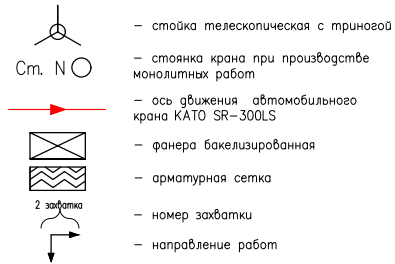 – стойка телескопическая с триногой
Ст. N
– стоянка крана при производстве
монолитных работ
– ось движения автомобильного
крана КАТО SR-300LS
– фанера бакелизированная
– арматурная сетка
2 захватка
– номер захватки
– направление работ